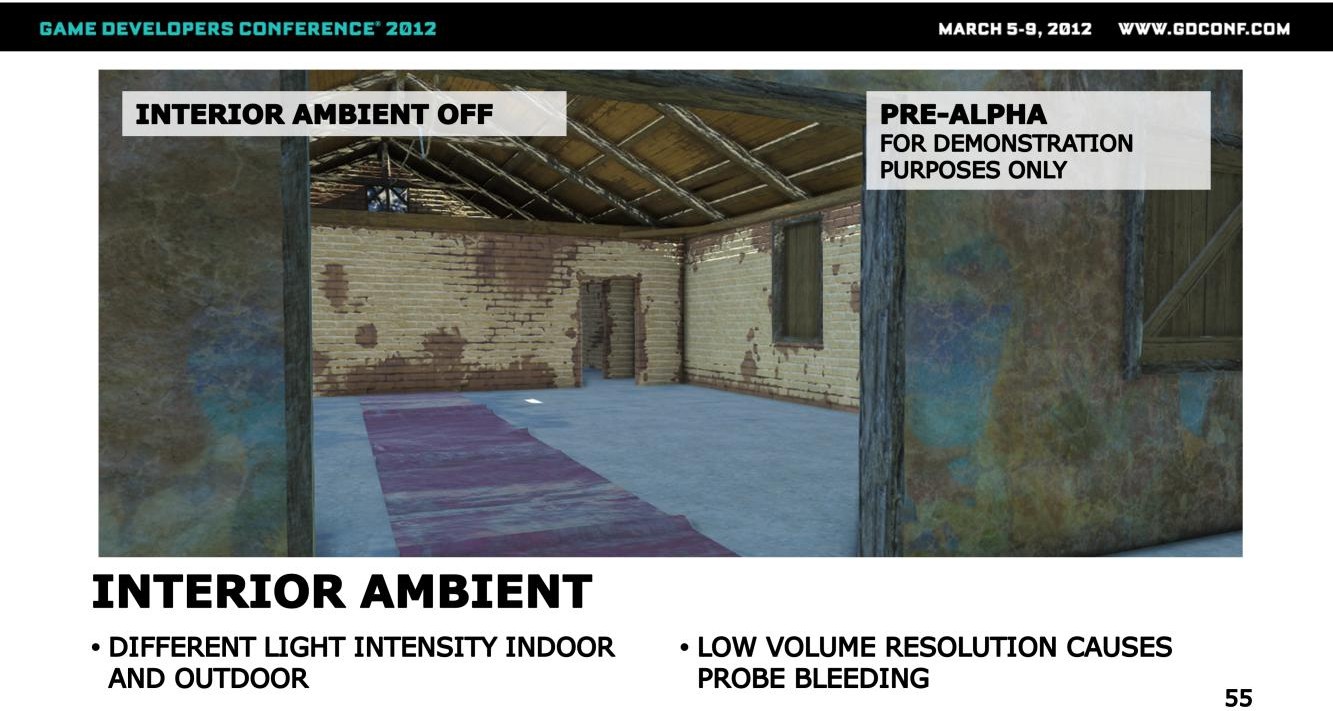 GAME DEVELOPERS CONFERENCE® 2012
MARCH 5-9, 2012 WWW.GDCONF.COM
INTERIOR AMBIENT OFF
PRE-ALPHA
FOR DEMONSTRATION
PURPOSES ONLY
INTERIOR AMBIENT
• DIFFERENT LIGHT INTENSITY INDOOR
AND OUTDOOR
• LOW VOLUME RESOLUTION CAUSES
PROBE BLEEDING
55